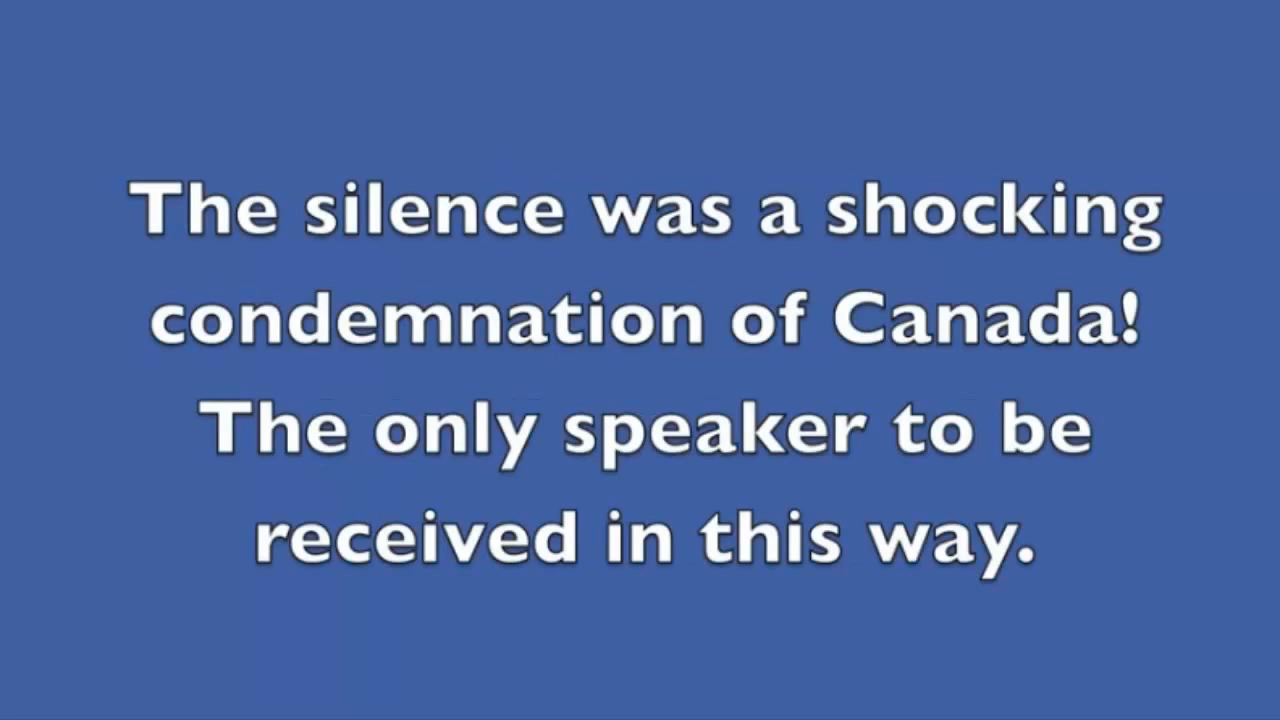 The silence was a shocking
condemnation of Canada!
The only speaker to be
received in this way.